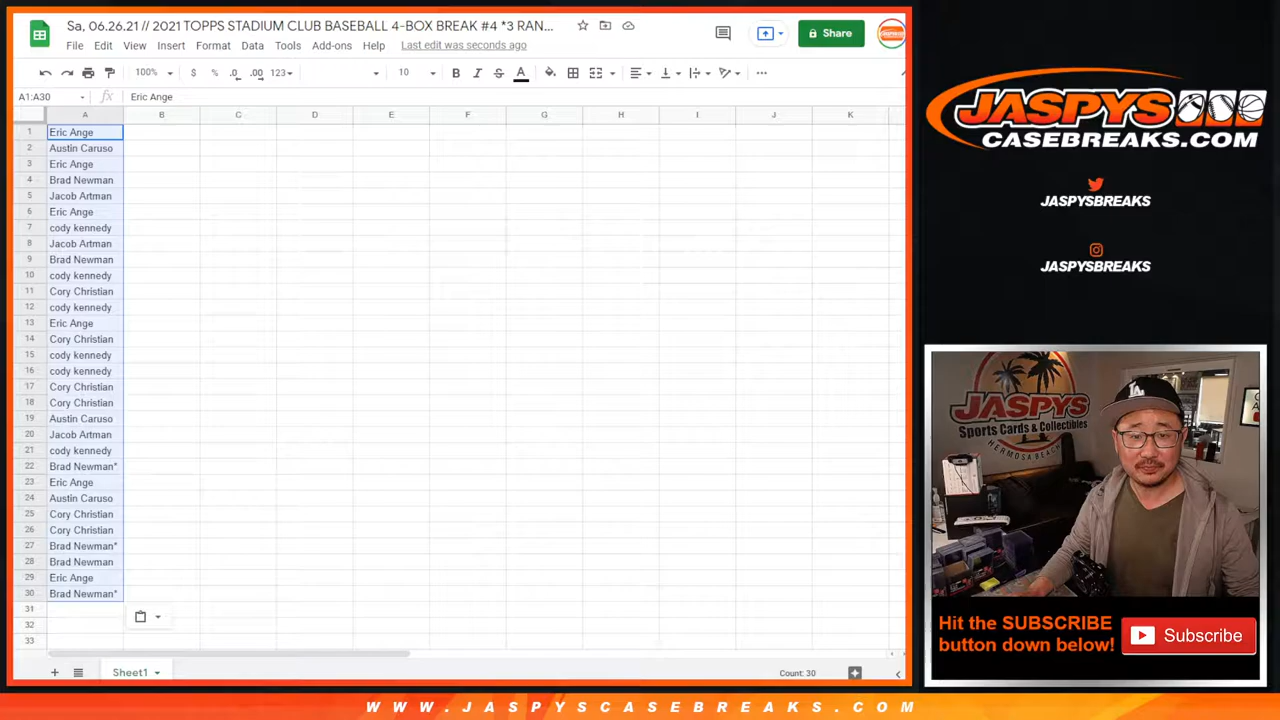 Sa, 06.26.21 // 2021 TOPPS STADIUM CLUB BASEBALL 4-BOX BREAK #4 *3 RAN...
File Edit View Insert Format Data Tools Add-ons Help Last edit was seconds ago
Share
100% $ % .0 .00 123 10 B I S A
A1:A30 fx Eric Ange
A B C D E F G H I J K
1 Eric Ange
2 Austin Caruso
3 Eric Ange
4 Brad Newman
5 Jacob Artman
6 Eric Ange
7 cody kennedy
8 Jacob Artman
9 Brad Newman
10 cody kennedy
11 Cory Christian
12 cody kennedy
13 Eric Ange
14 Cory Christian
15 cody kennedy
16 cody kennedy
17 Cory Christian
18 Cory Christian
19 Austin Caruso
20 Jacob Artman
21 cody kennedy
22 Brad Newman*
23 Eric Ange
24 Austin Caruso
25 Cory Christian
26 Cory Christian
27 Brad Newman*
28 Brad Newman
29 Eric Ange
30 Brad Newman*
31
32
33
Sheet1
Count: 30
JASPYS
CASEBREAKS.COM
JASPYSBREAKS
JASPYSBREAKS
JASPYS
Sports Cards & Collectibles
HERMOSA BEACH
LA
Hit the SUBSCRIBE
button down below!
Subscribe
WWW.JASPYSCASEBREAKS.COM